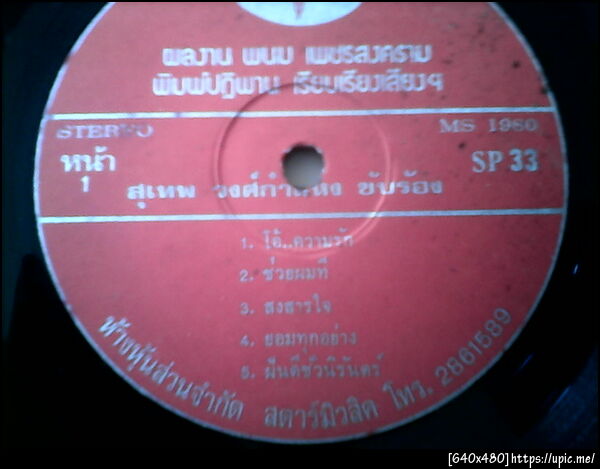 ผลงาน พนม เพชรสงคราม
พิมพ์ปฏิพาน เรียบเรียงเสียงฯ
STEREO
MS 1960
หน้า
1
SP 33
สุเทพ วงศ์กำแหง ขับร้อง
1. โอ้..ความรัก
2. ช่วยผมที
3. สงสารใจ
4. ยอมทุกอย่าง
5. ฝันดีชั่วนิรันดร์
ห้างหุ้นส่วนจำกัด สตาร์มิวสิค โทร. 2861589
[640x480]https://upic.me/